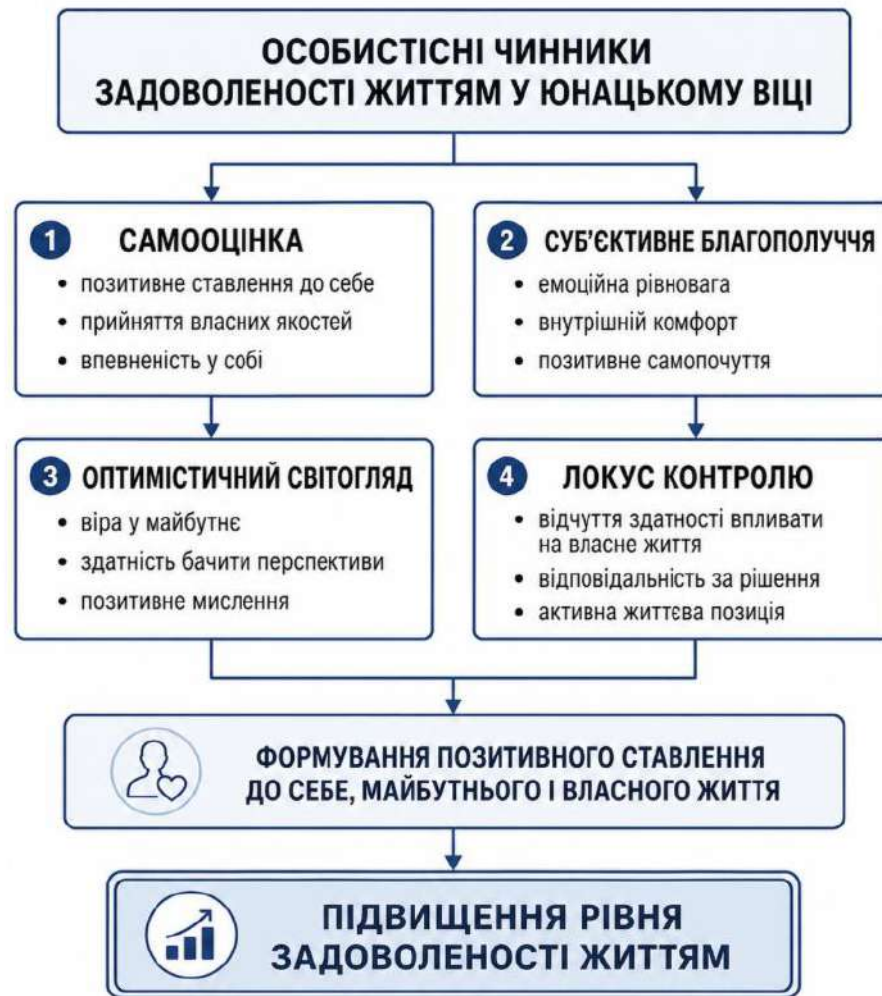 ОСОБИСТІСНІ ЧИННИКИ
ЗАДОВОЛЕНОСТІ ЖИТТЯМ У ЮНАЦЬКОМУ ВІЦІ
1 САМООЦІНКА
• позитивне ставлення до себе
• прийняття власних якостей
• впевненість у собі
2 СУБ’ЄКТИВНЕ БЛАГОПОЛУЧЧЯ
• емоційна рівновага
• внутрішній комфорт
• позитивне самопочуття
3 ОПТИМІСТИЧНИЙ СВІТОГЛЯД
• віра у майбутнє
• здатність бачити перспективи
• позитивне мислення
4 ЛОКУС КОНТРОЛЮ
• відчуття здатності впливати
на власне життя
• відповідальність за рішення
• активна життєва позиція
ФОРМУВАННЯ ПОЗИТИВНОГО СТАВЛЕННЯ
ДО СЕБЕ, МАЙБУТНЬОГО І ВЛАСНОГО ЖИТТЯ
ПІДВИЩЕННЯ РІВНЯ
ЗАДОВОЛЕНОСТІ ЖИТТЯМ